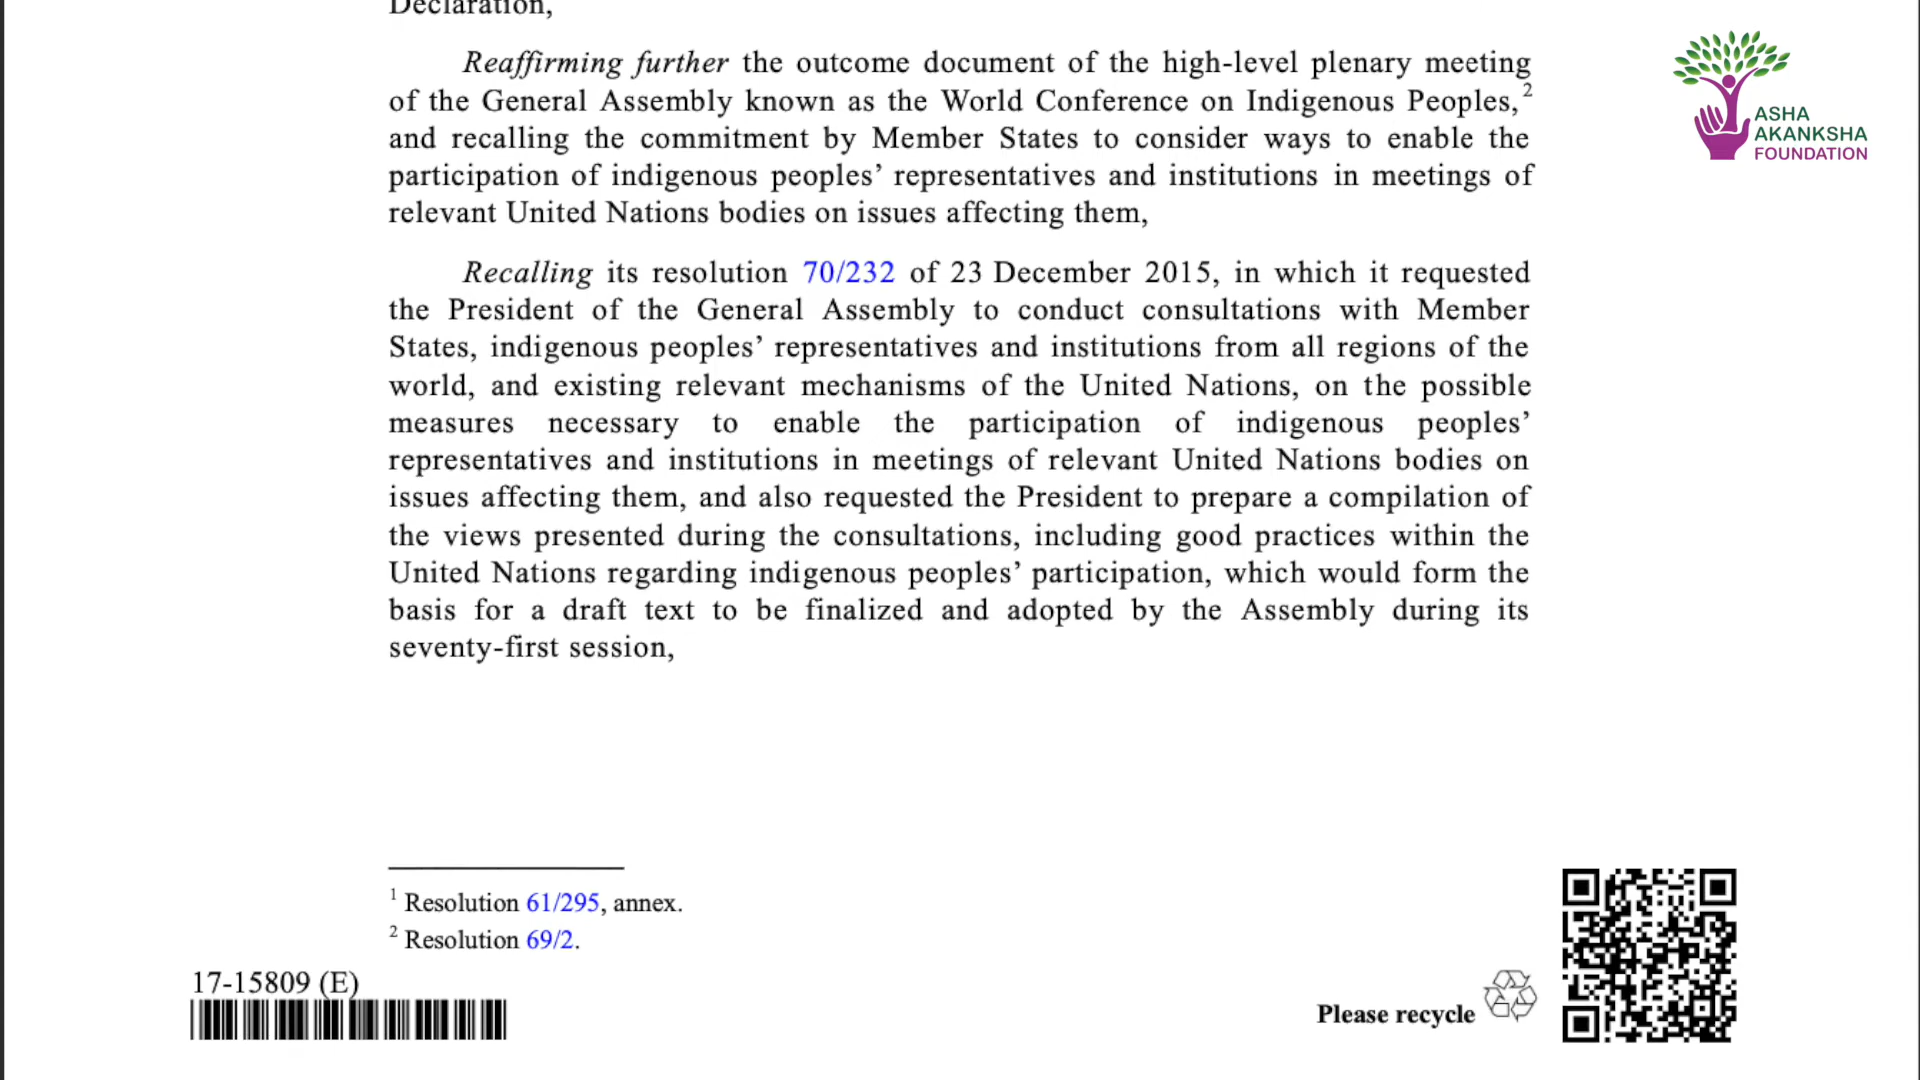 Declaration,
Reaffirming further the outcome document of the high-level plenary meeting
of the General Assembly known as the World Conference on Indigenous Peoples,2
and recalling the commitment by Member States to consider ways to enable the
participation of indigenous peoples’ representatives and institutions in meetings of
relevant United Nations bodies on issues affecting them,
Recalling its resolution 70/232 of 23 December 2015, in which it requested
the President of the General Assembly to conduct consultations with Member
States, indigenous peoples’ representatives and institutions from all regions of the
world, and existing relevant mechanisms of the United Nations, on the possible
measures necessary to enable the participation of indigenous peoples’
representatives and institutions in meetings of relevant United Nations bodies on
issues affecting them, and also requested the President to prepare a compilation of
the views presented during the consultations, including good practices within the
United Nations regarding indigenous peoples’ participation, which would form the
basis for a draft text to be finalized and adopted by the Assembly during its
seventy-first session,
1 Resolution 61/295, annex.
2 Resolution 69/2.
17-15809 (E)
Please recycle
ASHA
AKANKSHA
FOUNDATION